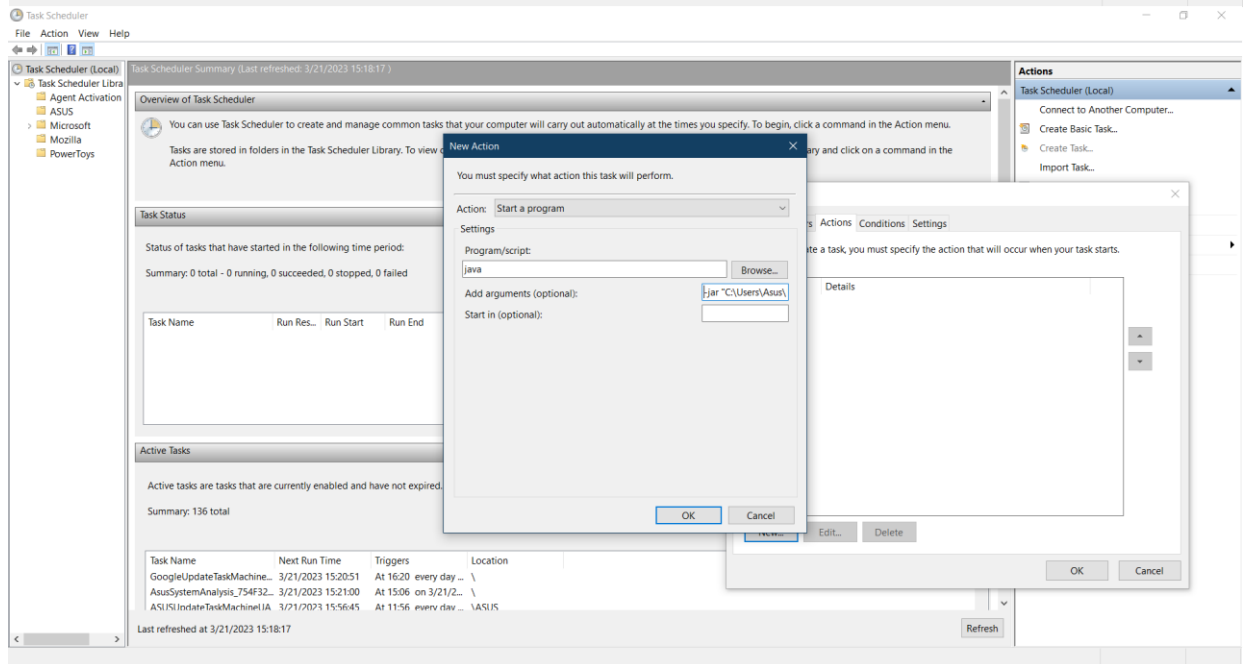 Task Scheduler
File Action View Help
Task Scheduler (Local)
Task Scheduler Libra
Agent Activation
ASUS
Microsoft
Mozilla
PowerToys
Task Scheduler Summary (Last refreshed: 3/21/2023 15:18:17 )
Overview of Task Scheduler
You can use Task Scheduler to create and manage common tasks that your computer will carry out automatically at the times you specify. To begin, click a command in the Action menu.
Tasks are stored in folders in the Task Scheduler Library. To view
ary and click on a command in the
Action menu.
Task Status
Status of tasks that have started in the following time period:
Summary: 0 total - 0 running, 0 succeeded, 0 stopped, 0 failed
Task Name Run Res... Run Start Run End
Active Tasks
Active tasks are tasks that are currently enabled and have not expired.
Summary: 136 total
Task Name Next Run Time Triggers Location
GoogleUpdateTaskMachine... 3/21/2023 15:20:51 At 16:20 every day ... \
AsusSystemAnalysis_754F32... 3/21/2023 15:21:00 At 15:06 on 3/21/2... \
ASUSUpdateTaskMachineUA 3/21/2023 15:56:45 At 11:56 every day ... \ASUS
Last refreshed at 3/21/2023 15:18:17
Refresh
New Action
You must specify what action this task will perform.
Action: Start a program
Settings
Program/script:
java
Browse...
Add arguments (optional):
-jar "C:\Users\Asus\
Start in (optional):
OK Cancel
rs Actions Conditions Settings
ate a task, you must specify the action that will occur when your task starts.
Details
New... Edit... Delete
OK Cancel
Actions
Task Scheduler (Local)
Connect to Another Computer...
Create Basic Task...
Create Task...
Import Task...